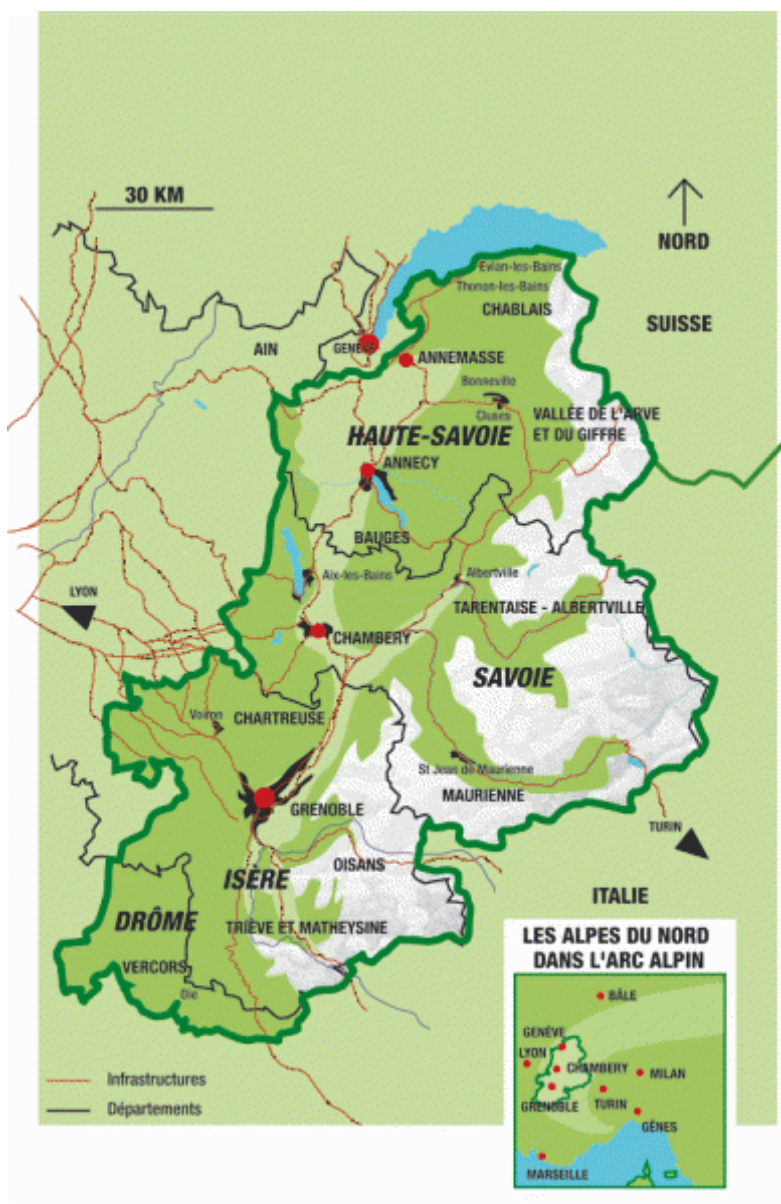 30 KM
NORD
Evian-les-Bains
Thonon-les-Bains
CHABLAIS
SUISSE
AIN
GENÈVE
ANNEMASSE
Bonneville
Cluses
VALLÉE DE L'ARVE
ET DU GIFFRE
HAUTE-SAVOIE
ANNECY
BAUGES
Aix-les-Bains
Albertville
LYON
TARENTAISE - ALBERTVILLE
CHAMBERY
SAVOIE
Voiron
CHARTREUSE
St Jean de Maurienne
MAURIENNE
GRENOBLE
TURIN
OISANS
ISÈRE
ITALIE
DRÔME
TRIÈVE ET MATHEYSINE
VERCORS
Die
LES ALPES DU NORD
DANS L'ARC ALPIN
BÂLE
GENÈVE
LYON
CHAMBERY
MILAN
GRENOBLE
TURIN
GÊNES
MARSEILLE
Infrastructures
Départements